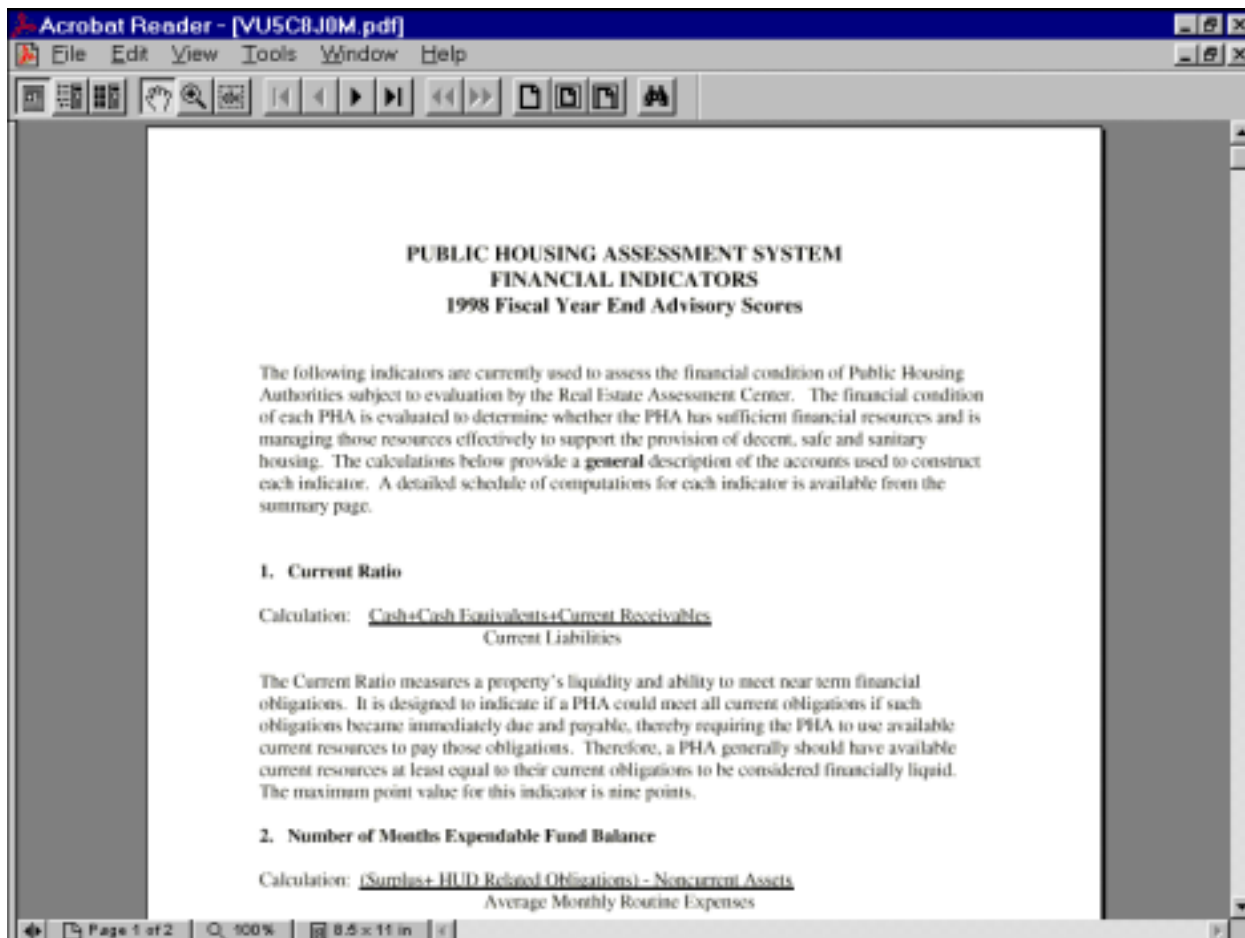 Acrobat Reader - [VU5C8J0M.pdf]
File Edit View Tools Window Help
PUBLIC HOUSING ASSESSMENT SYSTEM
FINANCIAL INDICATORS
1998 Fiscal Year End Advisory Scores
The following indicators are currently used to assess the financial condition of Public Housing
Authorities subject to evaluation by the Real Estate Assessment Center. The financial condition
of each PHA is evaluated to determine whether the PHA has sufficient financial resources and is
managing those resources effectively to support the provision of decent, safe and sanitary
housing. The calculations below provide a general description of the accounts used to construct
each indicator. A detailed schedule of computations for each indicator is available from the
summary page.
1. Current Ratio
Calculation: Cash+Cash Equivalents+Current Receivables
Current Liabilities
The Current Ratio measures a property's liquidity and ability to meet near term financial
obligations. It is designed to indicate if a PHA could meet all current obligations if such
obligations became immediately due and payable, thereby requiring the PHA to use available
current resources to pay those obligations. Therefore, a PHA generally should have available
current resources at least equal to their current obligations to be considered financially liquid.
The maximum point value for this indicator is nine points.
2. Number of Months Expendable Fund Balance
Calculation: (Surplus+ HUD Related Obligations) - Noncurrent Assets
Average Monthly Routine Expenses
Page 1 of 2 100% 8.5 x 11 in